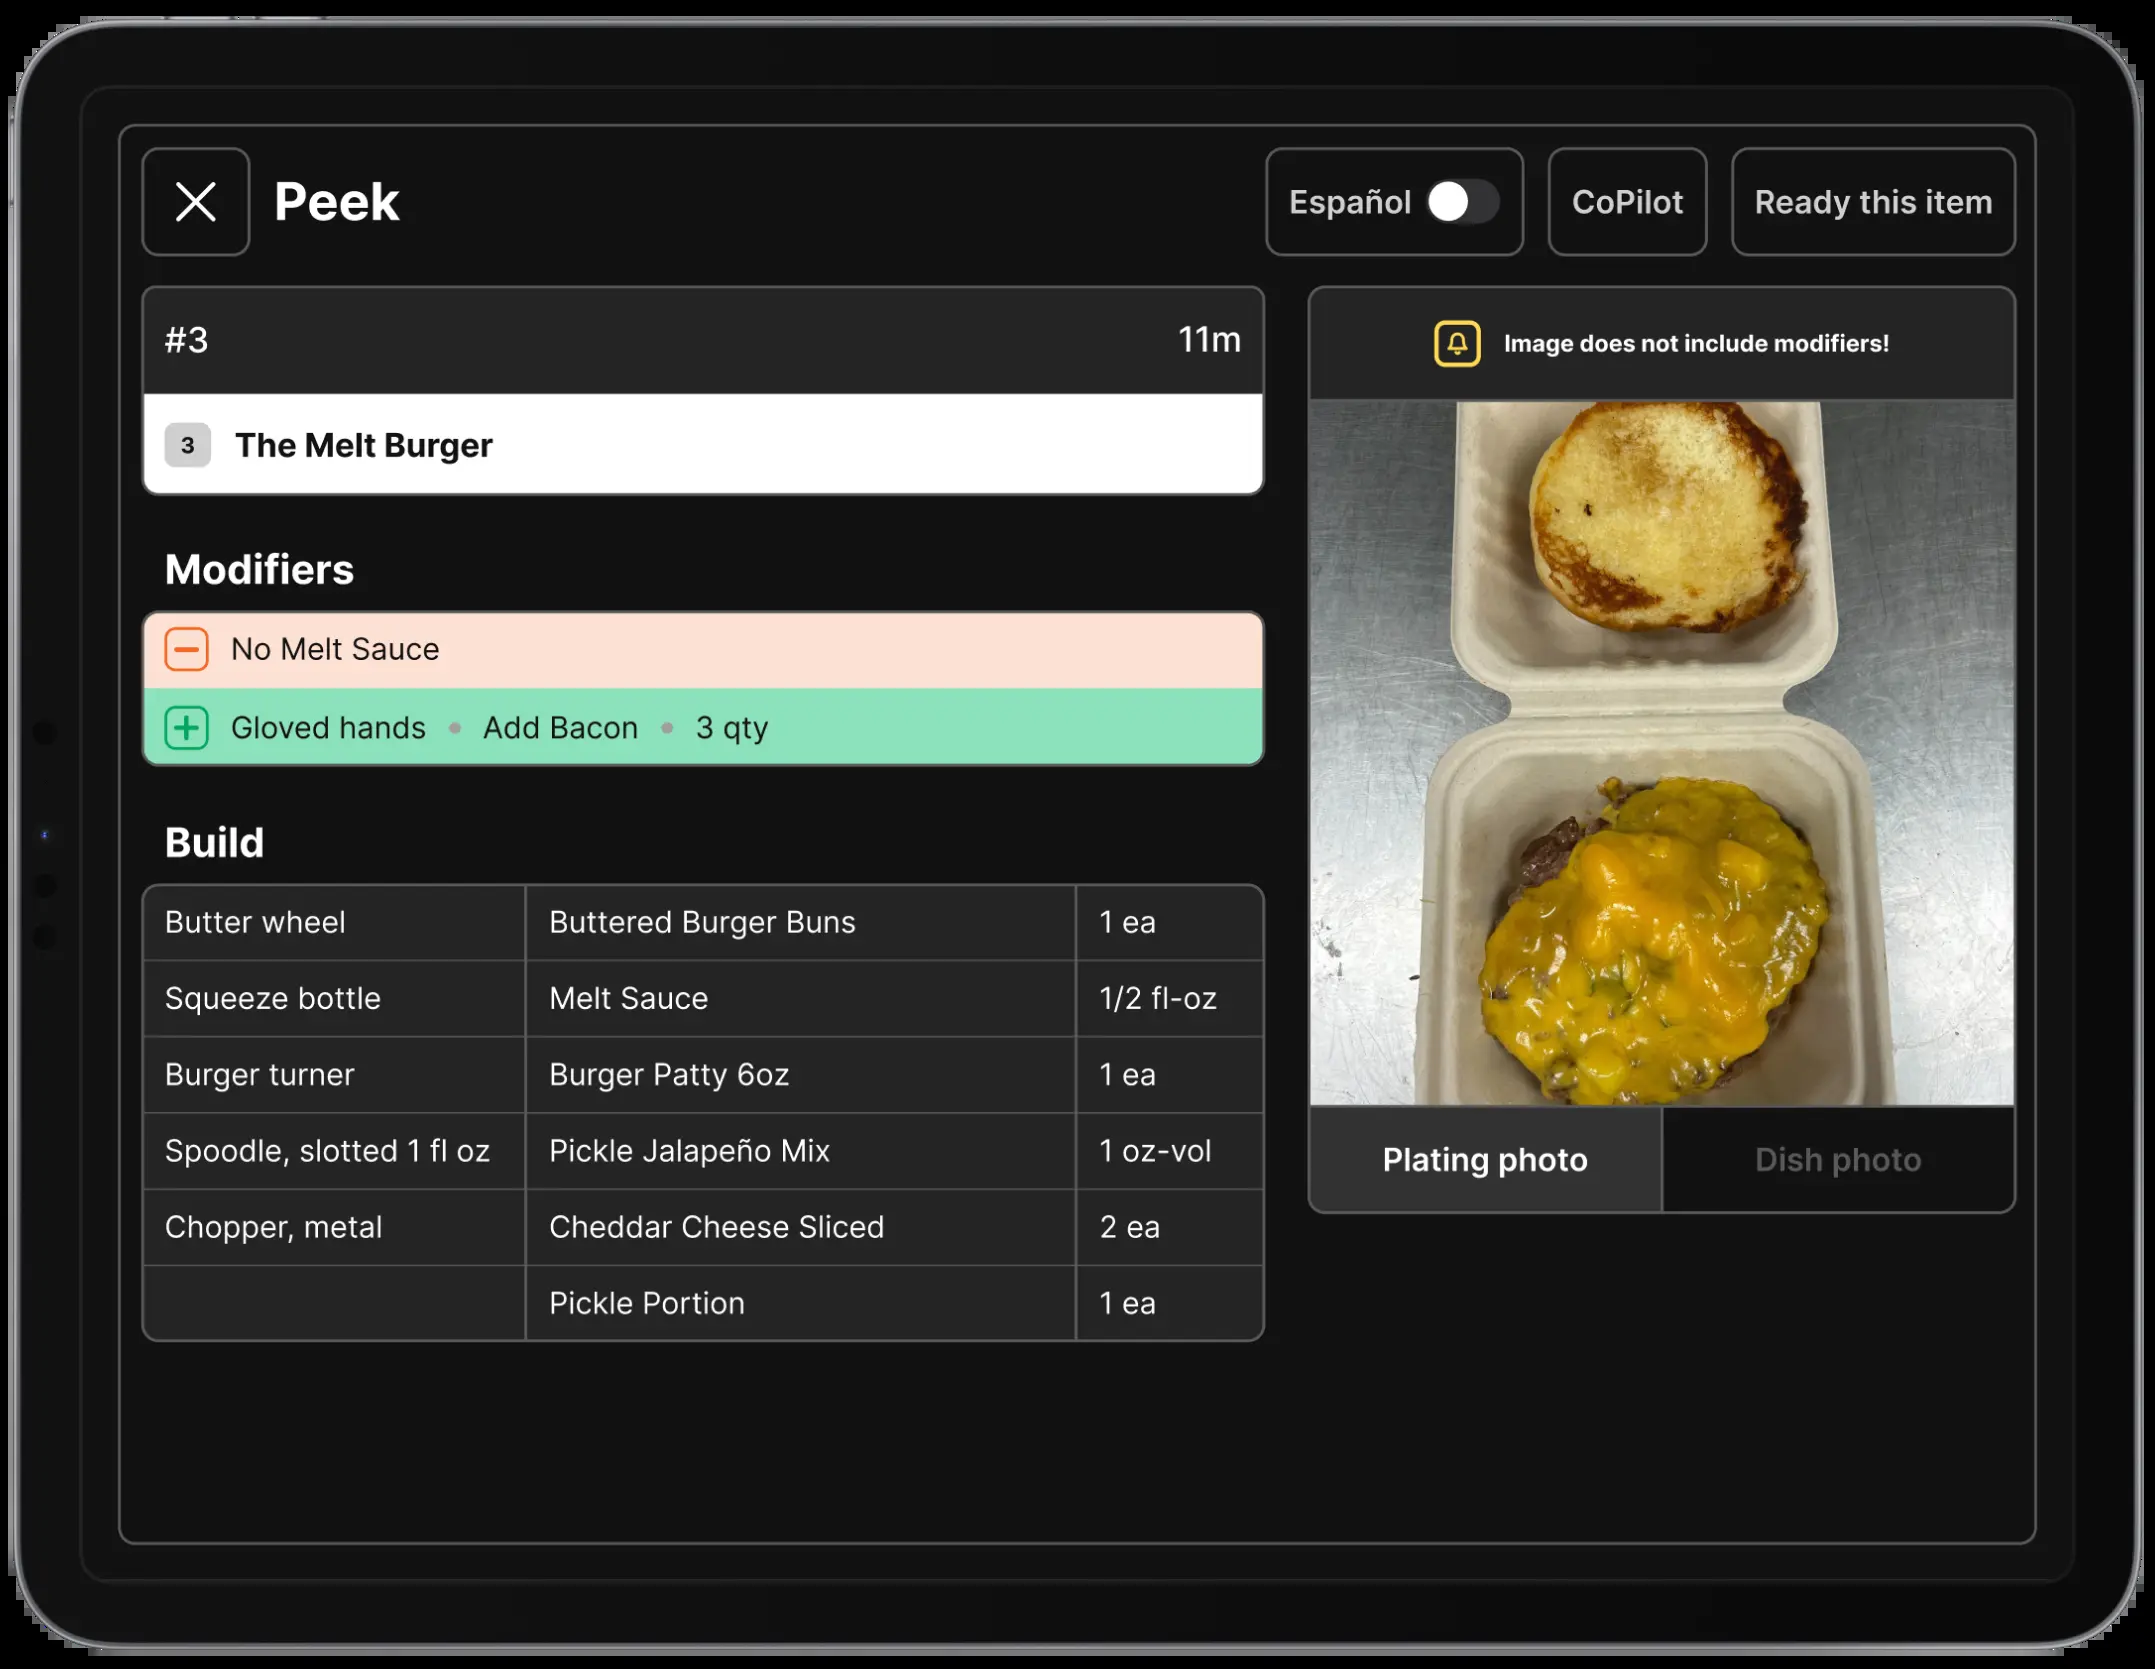 Peek
Español
CoPilot
Ready this item
#3
11m
3
The Melt Burger
Modifiers
No Melt Sauce
Gloved hands • Add Bacon • 3 qty
Build
Butter wheel Buttered Burger Buns 1 ea
Squeeze bottle Melt Sauce 1/2 fl-oz
Burger turner Burger Patty 6oz 1 ea
Spoodle, slotted 1 fl oz Pickle Jalapeño Mix 1 oz-vol
Chopper, metal Cheddar Cheese Sliced 2 ea
Pickle Portion 1 ea
Image does not include modifiers!
Plating photo
Dish photo